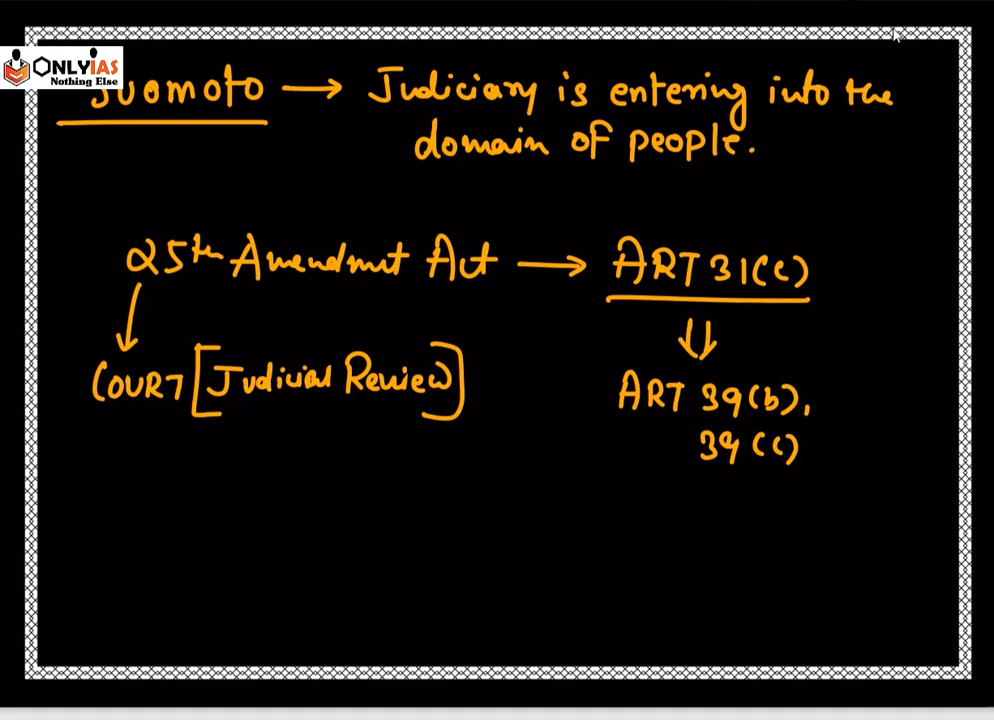 ONLYIAS
Nothing Else
Suomoto → Judiciary is entering into the
domain of people.
25th Amendmut Act → ART 31(c)
COURT [Judicial Review]
ART 39(b),
39 (c)